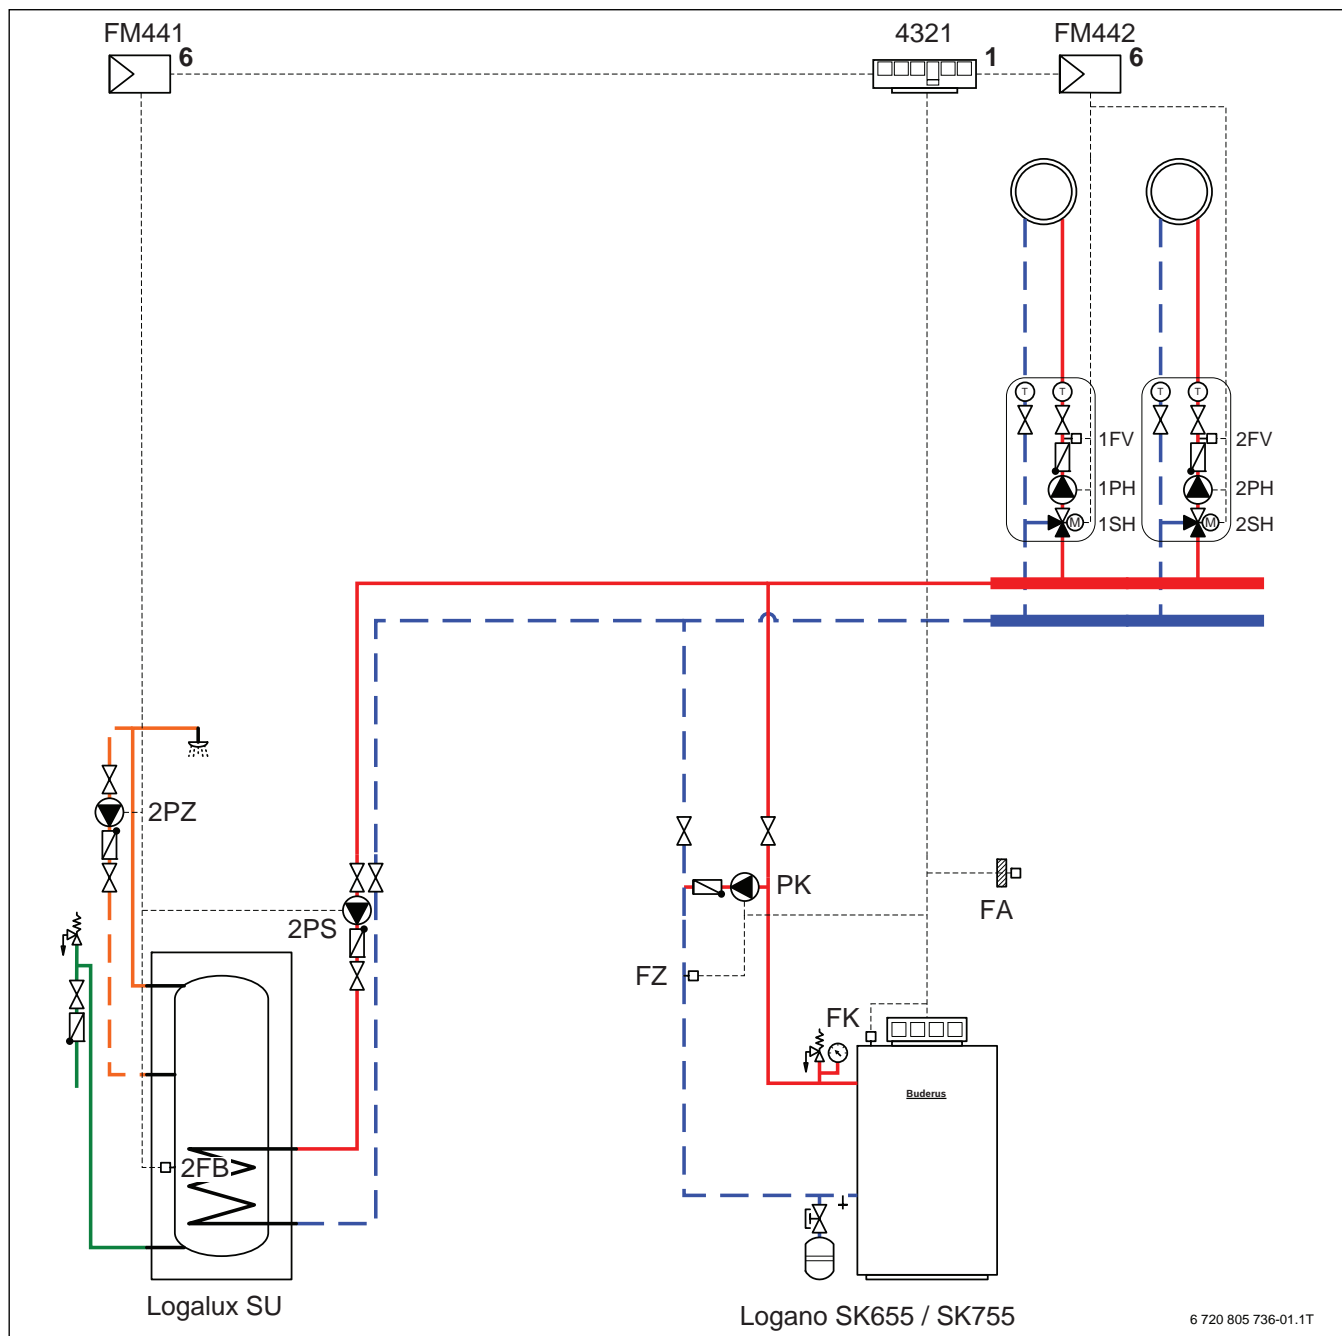 FM441
6
4321
1
FM442
6
T T T T
1FV
2FV
1PH
2PH
M 1SH
M 2SH
2PZ
PK
2PS
FA
FZ
FK
Buderus
2FB
Logalux SU
Logano SK655 / SK755
6 720 805 736-01.1T